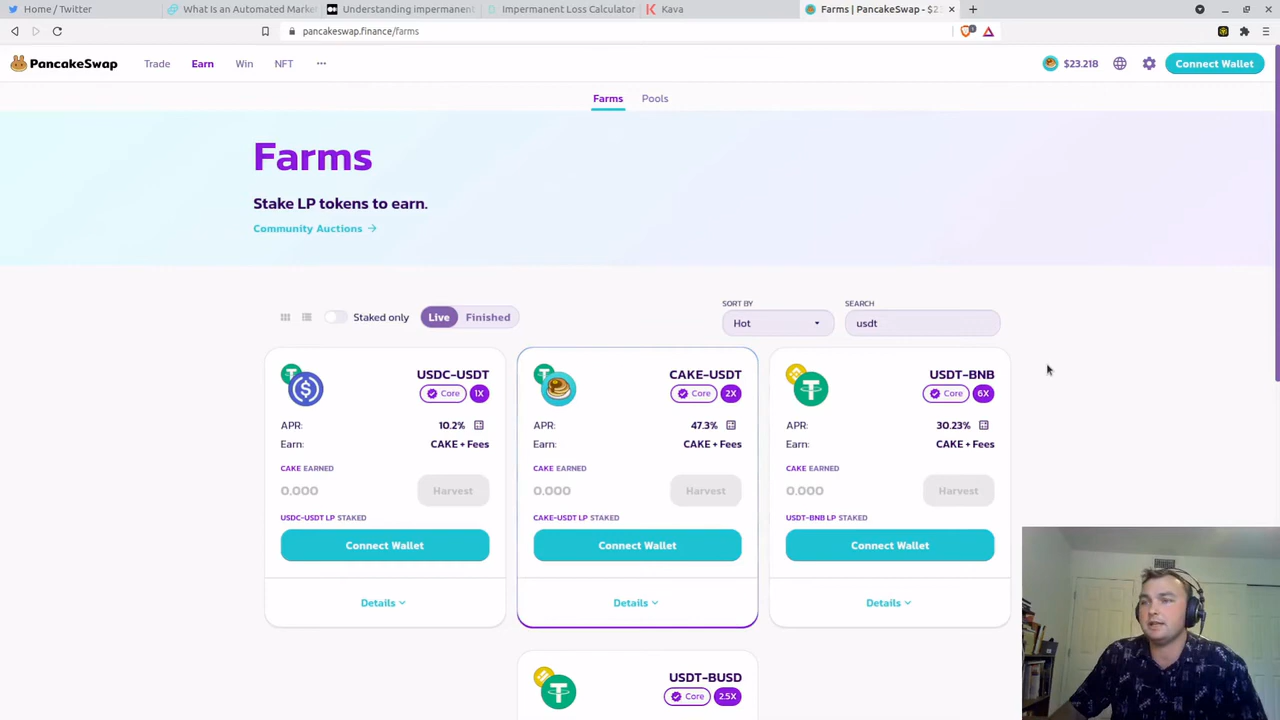 Home / Twitter
What Is an Automated Market
Understanding impermanent
Impermanent Loss Calculator
Kava
Farms | PancakeSwap - $23
pancakeswap.finance/farms
PancakeSwap
Trade
Earn
Win
NFT
$23.218
Connect Wallet
Farms
Pools
Farms
Stake LP tokens to earn.
Community Auctions
Staked only
Live
Finished
SORT BY
Hot
SEARCH
usdt
USDC-USDT
Core
1X
APR:
10.2%
Earn:
CAKE + Fees
CAKE EARNED
0.000
Harvest
USDC-USDT LP STAKED
Connect Wallet
Details
CAKE-USDT
Core
2X
APR:
47.3%
Earn:
CAKE + Fees
CAKE EARNED
0.000
Harvest
CAKE-USDT LP STAKED
Connect Wallet
Details
USDT-BNB
Core
6X
APR:
30.23%
Earn:
CAKE + Fees
CAKE EARNED
0.000
Harvest
USDT-BNB LP STAKED
Connect Wallet
Details
USDT-BUSD
Core
2.5X